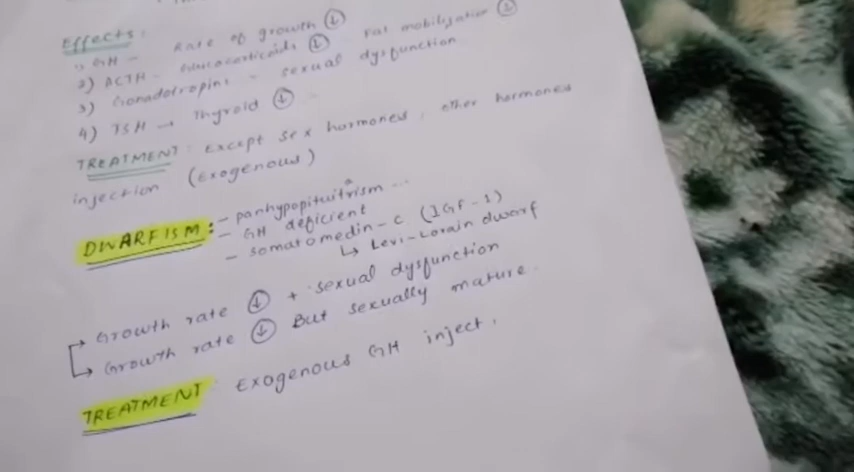 Effects:
1) GH - Rate of growth ↓
2) ACTH - Glucocorticoids ↓ Fat mobilization ↓
3) Gonadotropins - sexual dysfunction
4) TSH → Thyroid ↓
TREATMENT: Except sex hormones, other hormones
injection (Exogenous)
DWARFISM: - panhypopituitarism...
- GH deficient
- Somatomedin-C (IGF-1)
↳ Levi-Lorain dwarf
→ Growth rate ↓ + sexual dysfunction
→ Growth rate ↓ But sexually mature.
TREATMENT: Exogenous GH inject.